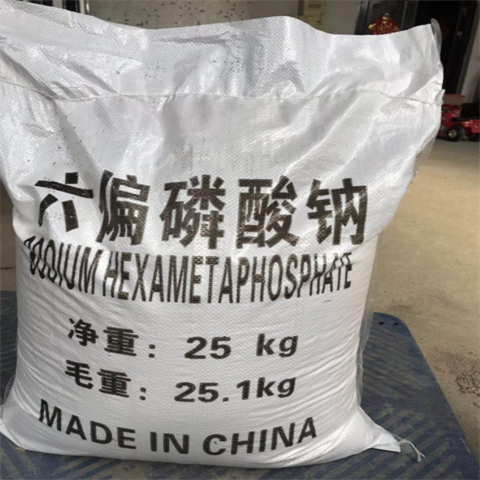 六偏磷酸钠
SODIUM HEXAMETAPHOSPHATE
净重：25 kg
毛重：25.1kg
MADE IN CHINA